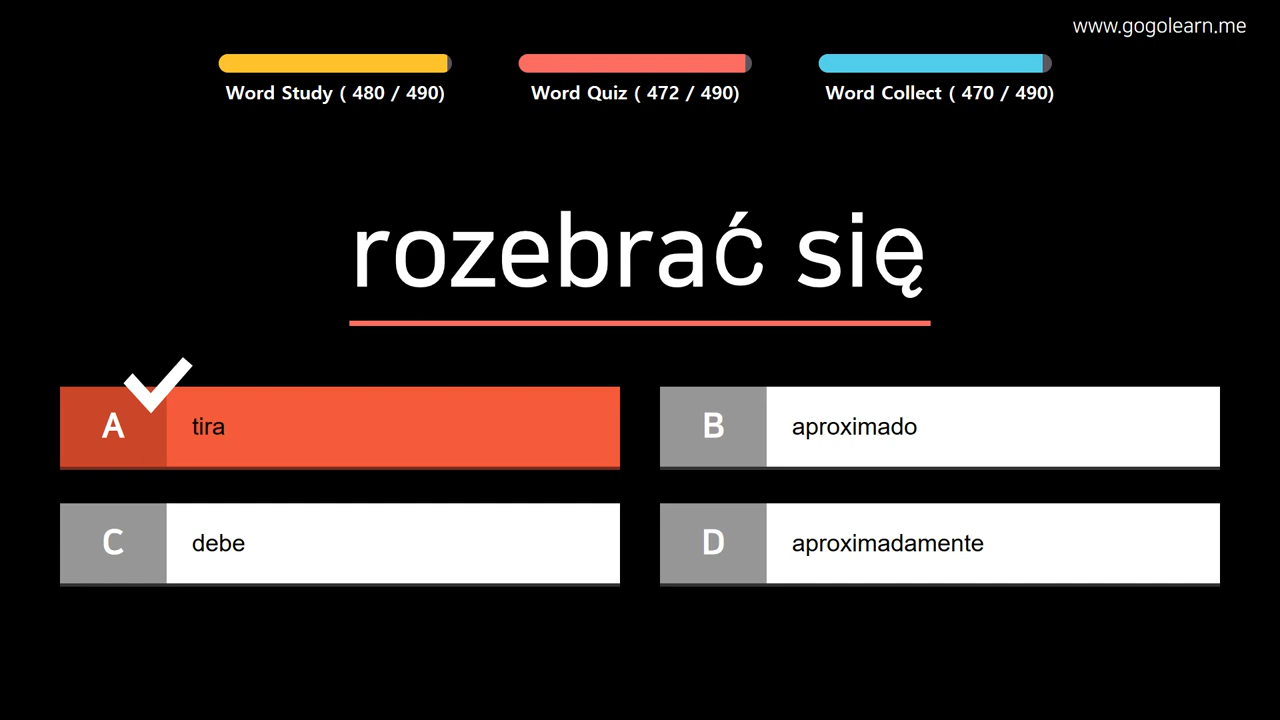 www.gogolearn.me
Word Study ( 480 / 490)
Word Quiz ( 472 / 490)
Word Collect ( 470 / 490)
rozebrać się
A tira
B aproximado
C debe
D aproximadamente